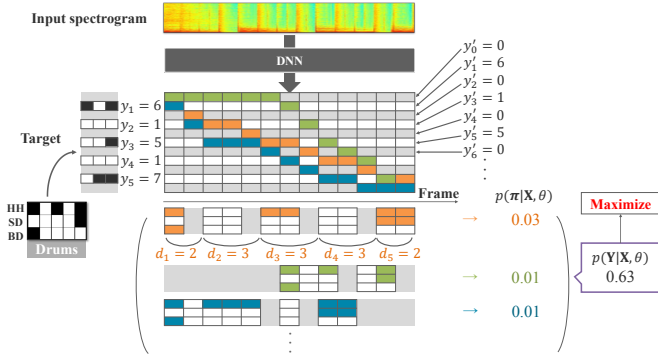 Input spectrogram
DNN
y′₀ = 0
y′₁ = 6
y′₂ = 0
y′₃ = 1
y′₄ = 0
y′₅ = 5
y′₆ = 0
⋮
Target
y₁ = 6
y₂ = 1
y₃ = 5
y₄ = 1
y₅ = 7
HH
SD
BD
Drums
Frame
p(π|X, θ)
d₁ = 2
d₂ = 3
d₃ = 3
d₄ = 3
d₅ = 2
→ 0.03
→ 0.01
→ 0.01
⋮
Maximize
p(Y|X, θ)
0.63